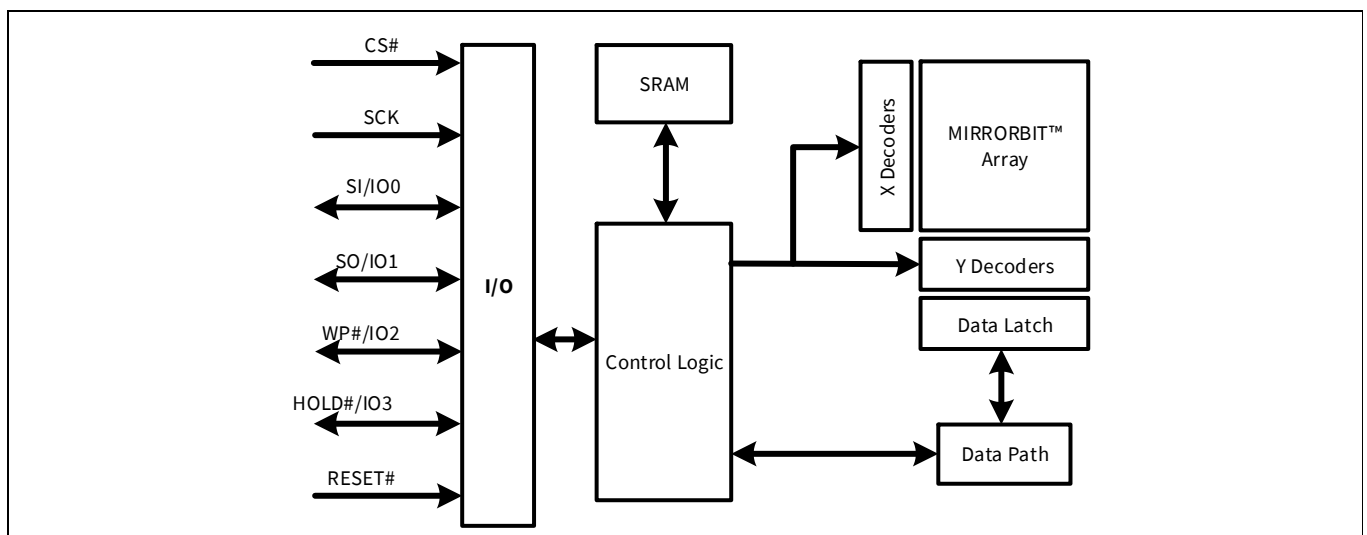 CS#
SCK
SI/IO0
SO/IO1
WP#/IO2
HOLD#/IO3
RESET#
I/O
SRAM
Control Logic
X Decoders
MIRRORBIT™
Array
Y Decoders
Data Latch
Data Path